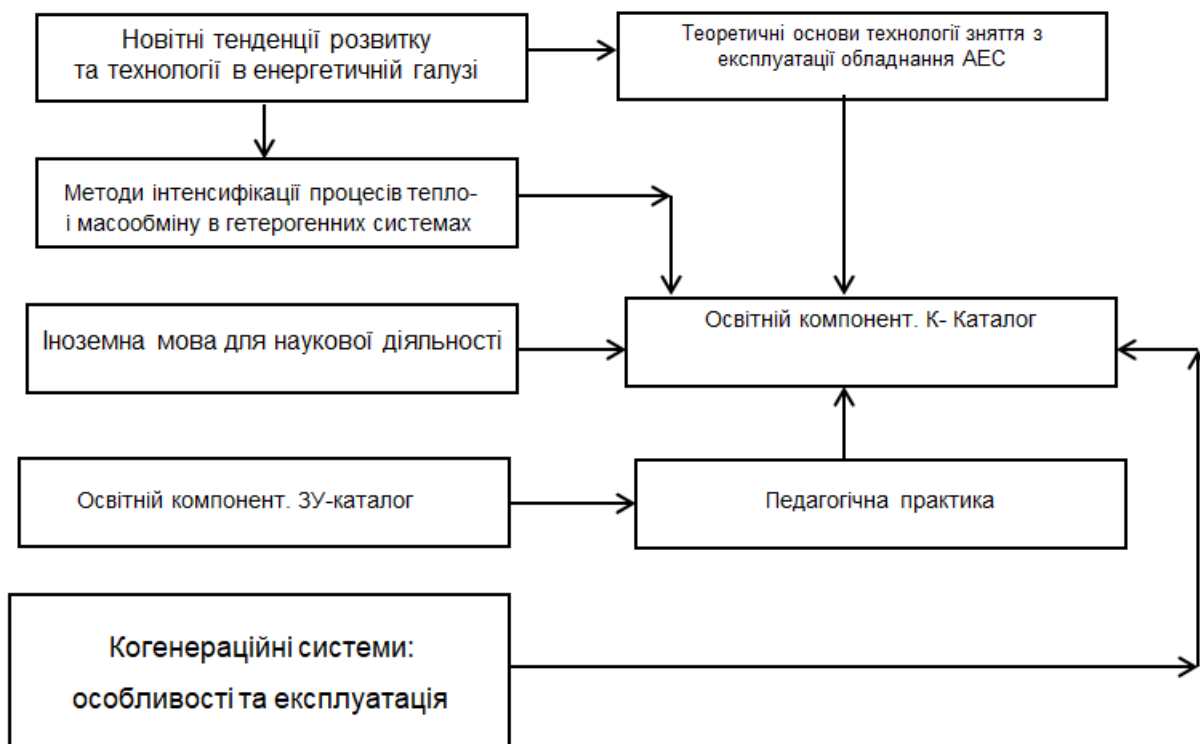 Новітні тенденції розвитку
та технології в енергетичній галузі
Теоретичні основи технології зняття з
експлуатації обладнання АЕС
Методи інтенсифікації процесів тепло-
і масообміну в гетерогенних системах
Освітній компонент. К- Каталог
Іноземна мова для наукової діяльності
Освітній компонент. ЗУ-каталог
Педагогічна практика
Когенераційні системи:
особливості та експлуатація